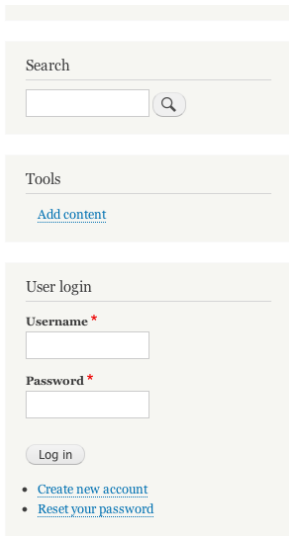 Search
Tools
Add content
User login
Username *
Password *
Log in
Create new account
Reset your password